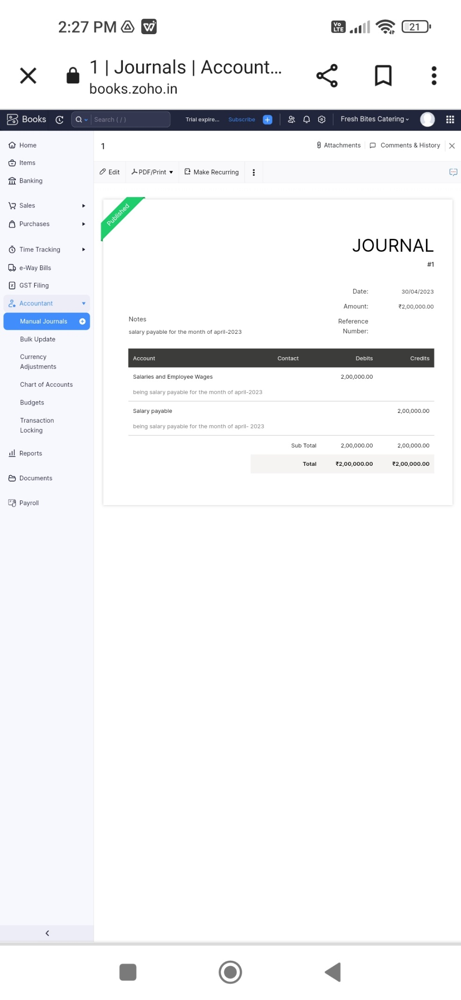 2:27 PM
Vo LTE
21
1 | Journals | Account...
books.zoho.in
Books
Search ( / )
Trial expire...
Subscribe
Fresh Bites Catering
Home
Items
Banking
Sales
Purchases
Time Tracking
e-Way Bills
GST Filing
Accountant
Manual Journals
Bulk Update
Currency
Adjustments
Chart of Accounts
Budgets
Transaction
Locking
Reports
Documents
Payroll
1
Attachments
Comments & History
Edit
PDF/Print
Make Recurring
Published
JOURNAL
#1
Date: 30/04/2023
Amount: ₹2,00,000.00
Reference
Number:
Notes
salary payable for the month of april-2023
Account Contact Debits Credits
Salaries and Employee Wages 2,00,000.00
being salary payable for the month of april-2023
Salary payable 2,00,000.00
being salary payable for the month of april- 2023
Sub Total 2,00,000.00 2,00,000.00
Total ₹2,00,000.00 ₹2,00,000.00